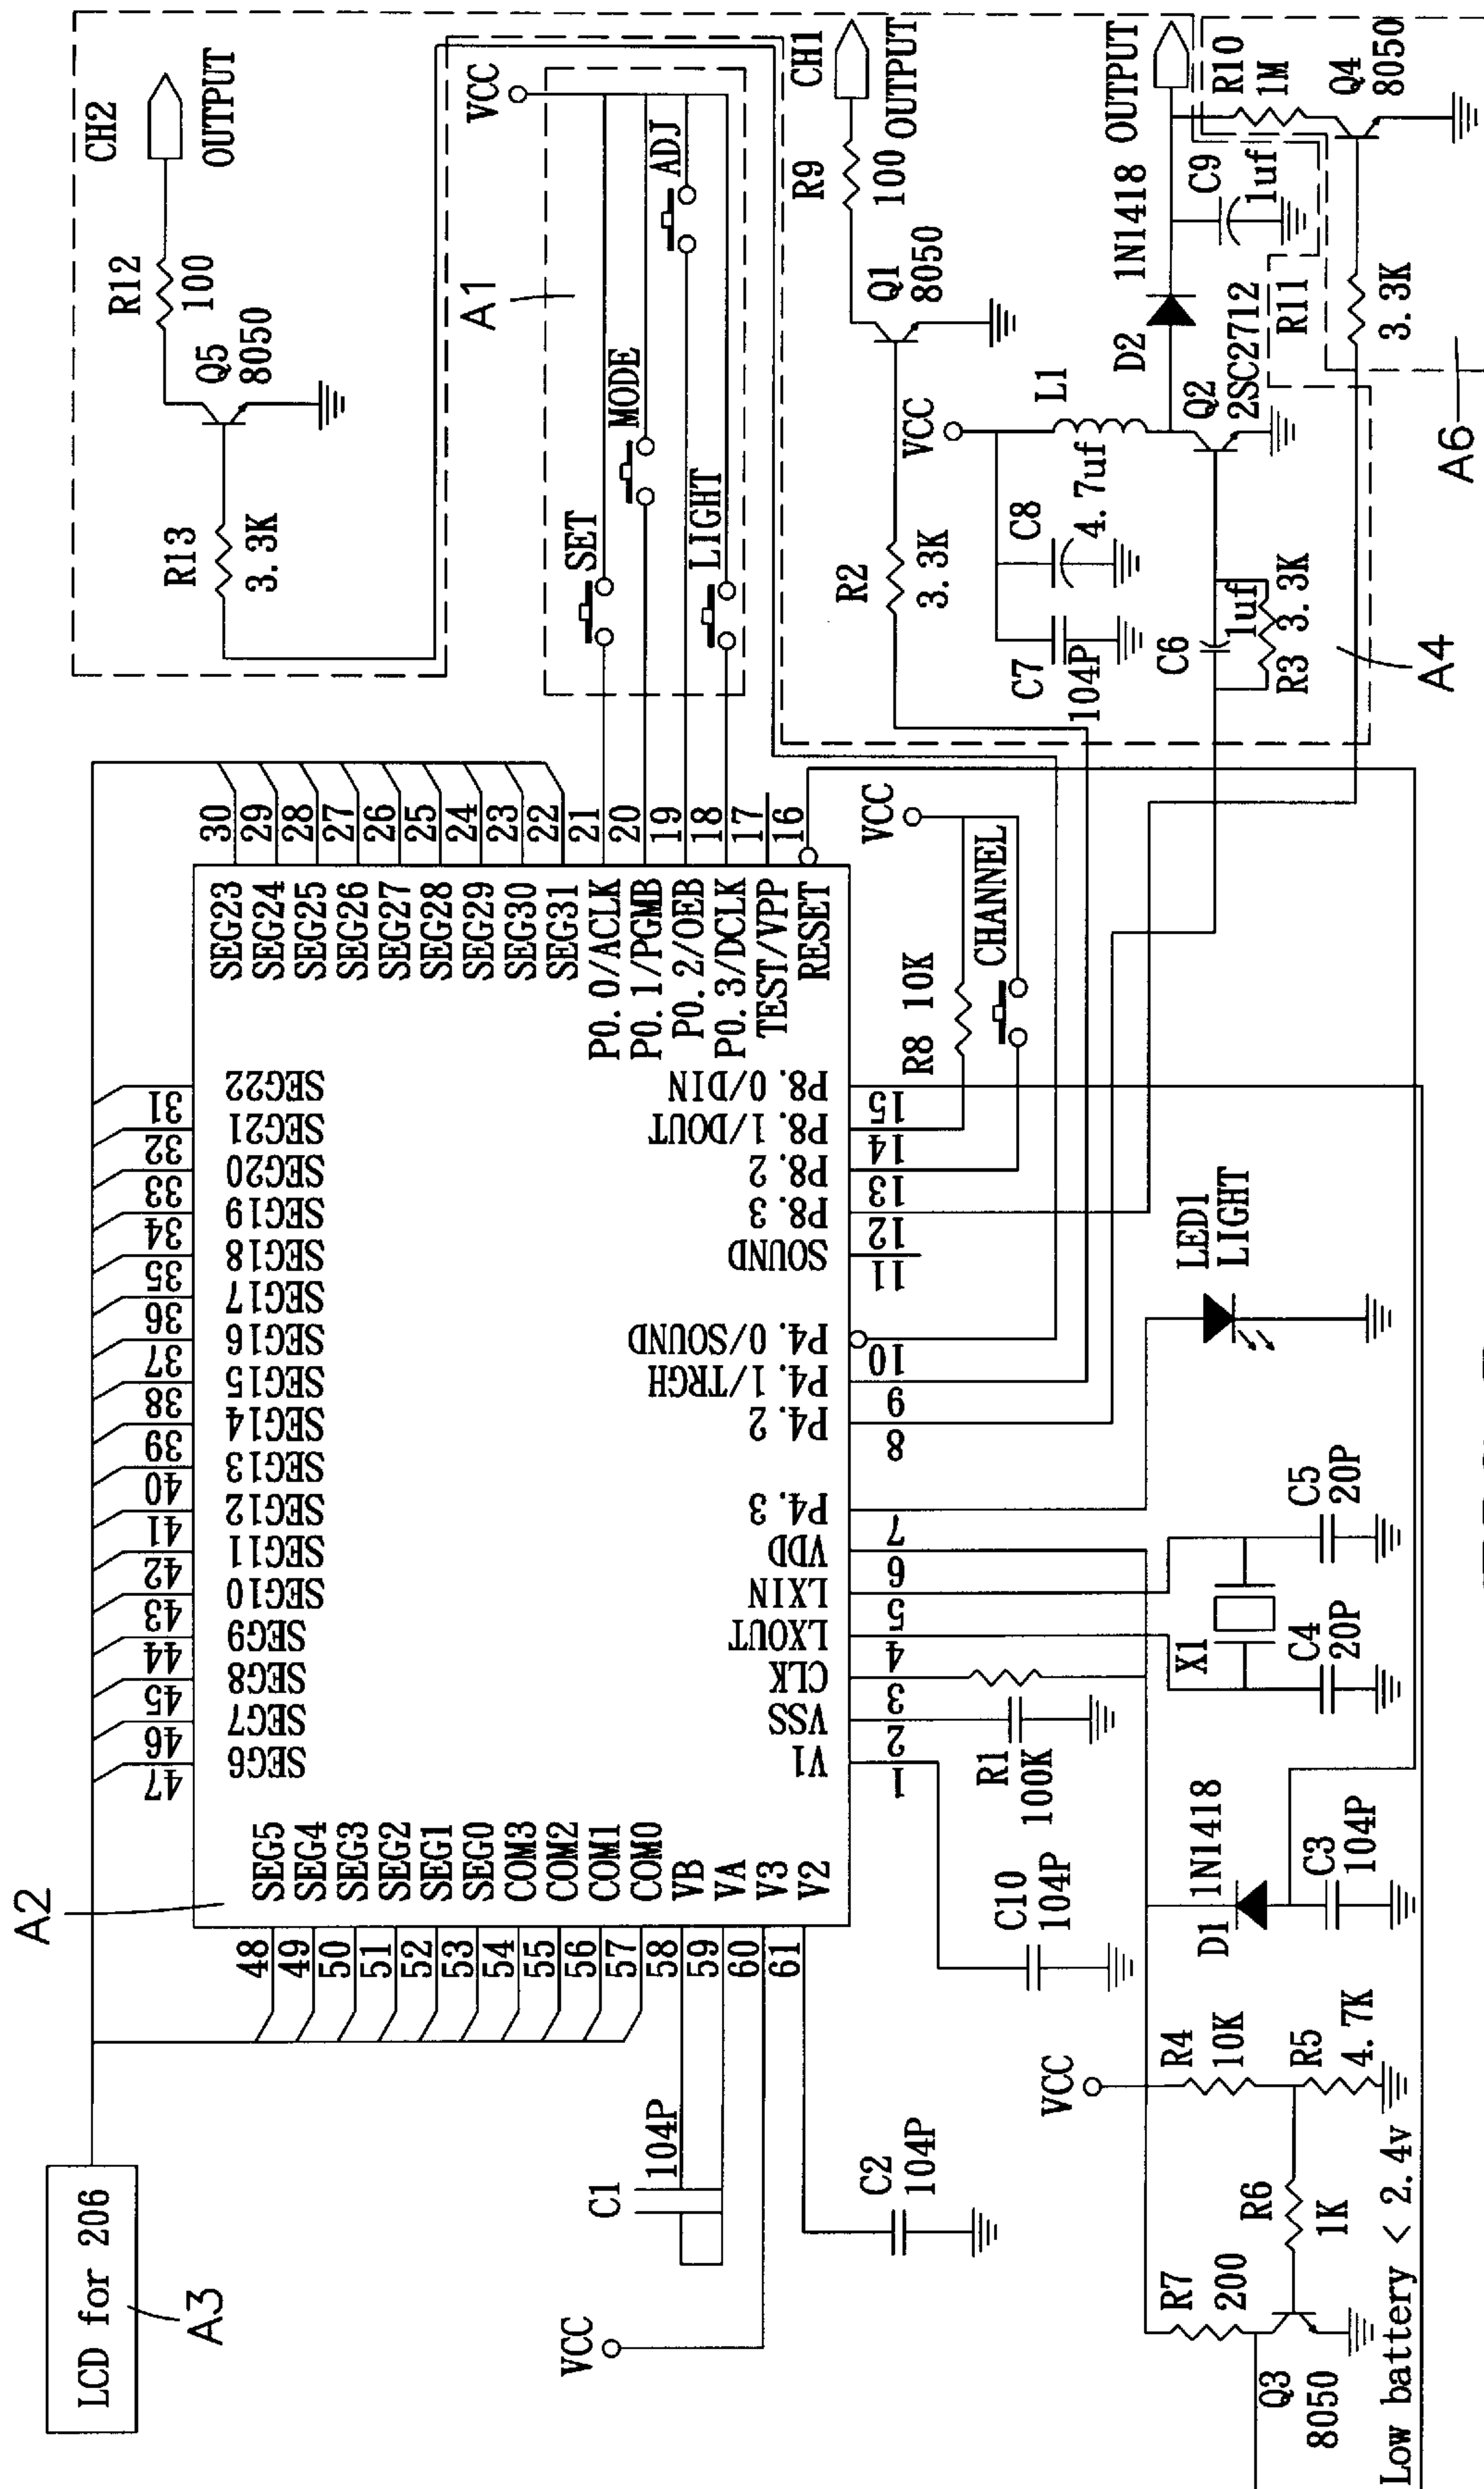 CH2
OUTPUT
R12
100
Q5
8050
R13
3.3K
VCC
A1
SET
MODE
ADJ
LIGHT
CH1
OUTPUT
R9
100
Q1
8050
R2
3.3K
OUTPUT
R10
1M
Q4
8050
C9
1uf
1N1418
D2
VCC
L1
Q2
2SC2712
R11
3.3K
C8
4.7uf
C7
104P
C6
1uf
R3 3.3K
A4
A6
A2
30
29
28
27
26
25
24
23
22
21
20
19
18
17
16
SEG23
SEG24
SEG25
SEG26
SEG27
SEG28
SEG29
SEG30
SEG31
P0.0/ACLK
P0.1/PGMB
P0.2/OEB
P0.3/DCLK
TEST/VPP
RESET
31
32
33
34
35
36
37
38
39
40
41
42
43
44
45
46
47
SEG22
SEG21
SEG20
SEG19
SEG18
SEG17
SEG16
SEG15
SEG14
SEG13
SEG12
SEG11
SEG10
SEG9
SEG8
SEG7
SEG6
P8.0/DIN
P8.1/DOUT
P8.2
P8.3
SOUND
P4.0/SOUND
P4.1/TRGH
P4.2
P4.3
VDD
LXIN
LXOUT
CLK
VSS
V1
15
14
13
12
11
10
9
8
7
6
5
4
3
2
1
SEG5
SEG4
SEG3
SEG2
SEG1
SEG0
COM3
COM2
COM1
COM0
VB
VA
V3
V2
48
49
50
51
52
53
54
55
56
57
58
59
60
61
VCC
R8 10K
CHANNEL
LED1
LIGHT
C5
20P
X1
C4
20P
R1
100K
C10
104P
D1
1N1418
C3
104P
VCC
R4
10K
R5
4.7K
R6
1K
R7
200
Q3
8050
Low battery < 2.4v
C1
104P
C2
104P
VCC
LCD for 206
A3